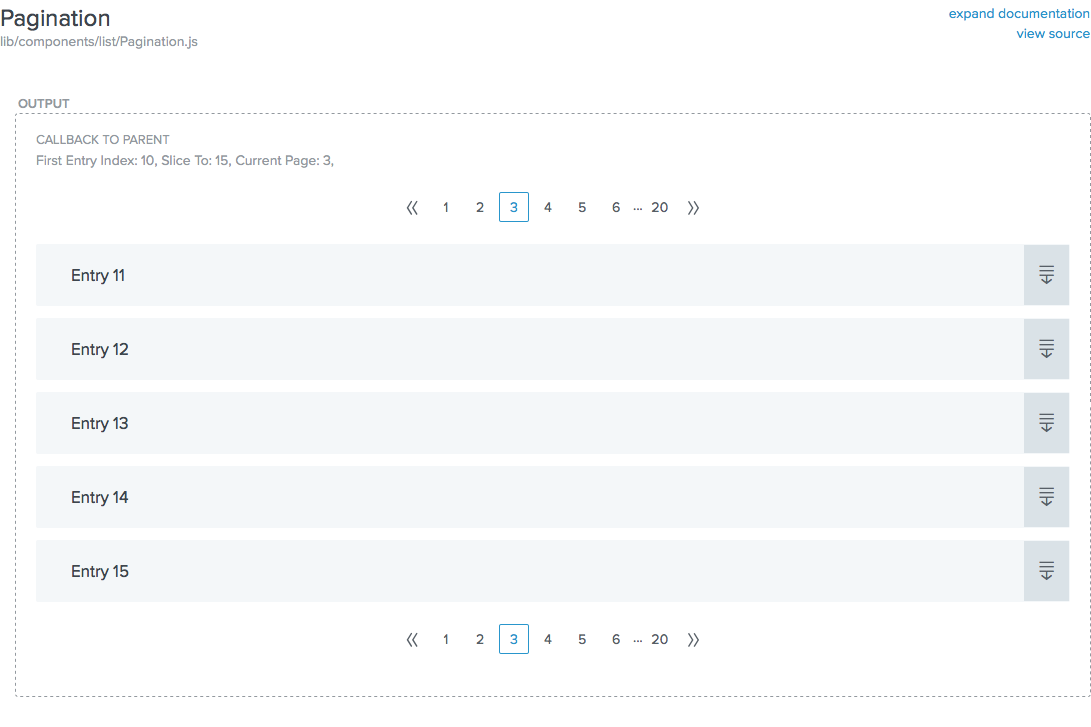 Pagination
expand documentation
lib/components/list/Pagination.js
view source
OUTPUT
CALLBACK TO PARENT
First Entry Index: 10, Slice To: 15, Current Page: 3,
1 2 3 4 5 6 ... 20
Entry 11
Entry 12
Entry 13
Entry 14
Entry 15
1 2 3 4 5 6 ... 20